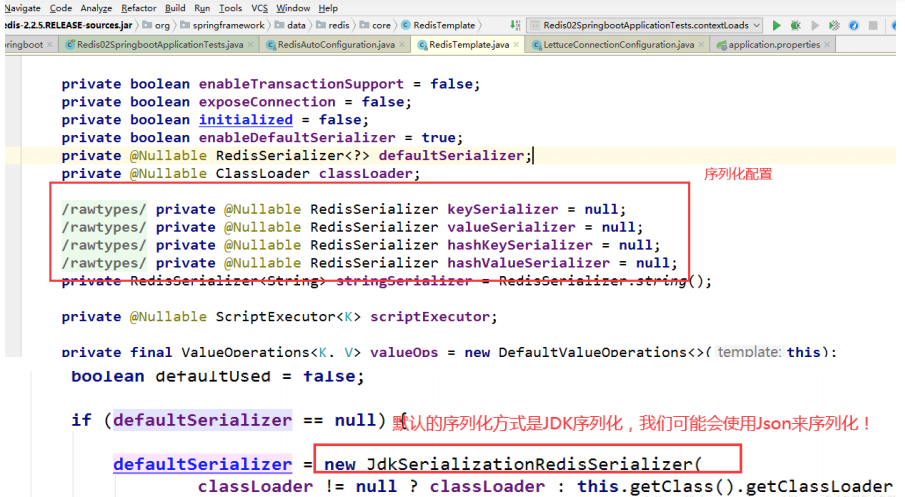 Navigate Code Analyze Refactor Build Run Tools VCS Window Help
edis-2.2.5.RELEASE-sources.jar org springframework data redis core RedisTemplate Redis02SpringbootApplicationTests.contextLoads
pringboot Redis02SpringbootApplicationTests.java RedisAutoConfiguration.java RedisTemplate.java LettuceConnectionConfiguration.java application.properties
private boolean enableTransactionSupport = false;
private boolean exposeConnection = false;
private boolean initialized = false;
private boolean enableDefaultSerializer = true;
private @Nullable RedisSerializer<?> defaultSerializer;
private @Nullable ClassLoader classLoader;
序列化配置
/rawtypes/ private @Nullable RedisSerializer keySerializer = null;
/rawtypes/ private @Nullable RedisSerializer valueSerializer = null;
/rawtypes/ private @Nullable RedisSerializer hashKeySerializer = null;
/rawtypes/ private @Nullable RedisSerializer hashValueSerializer = null;
private RedisSerializer<String> stringSerializer = RedisSerializer.string();
private @Nullable ScriptExecutor<K> scriptExecutor;
private final ValueOperations<K, V> valueOps = new DefaultValueOperations<>( template: this);
boolean defaultUsed = false;
if (defaultSerializer == null) {
默认的序列化方式是JDK序列化，我们可能会使用Json来序列化！
defaultSerializer = new JdkSerializationRedisSerializer(
classLoader != null ? classLoader : this.getClass().getClassLoader